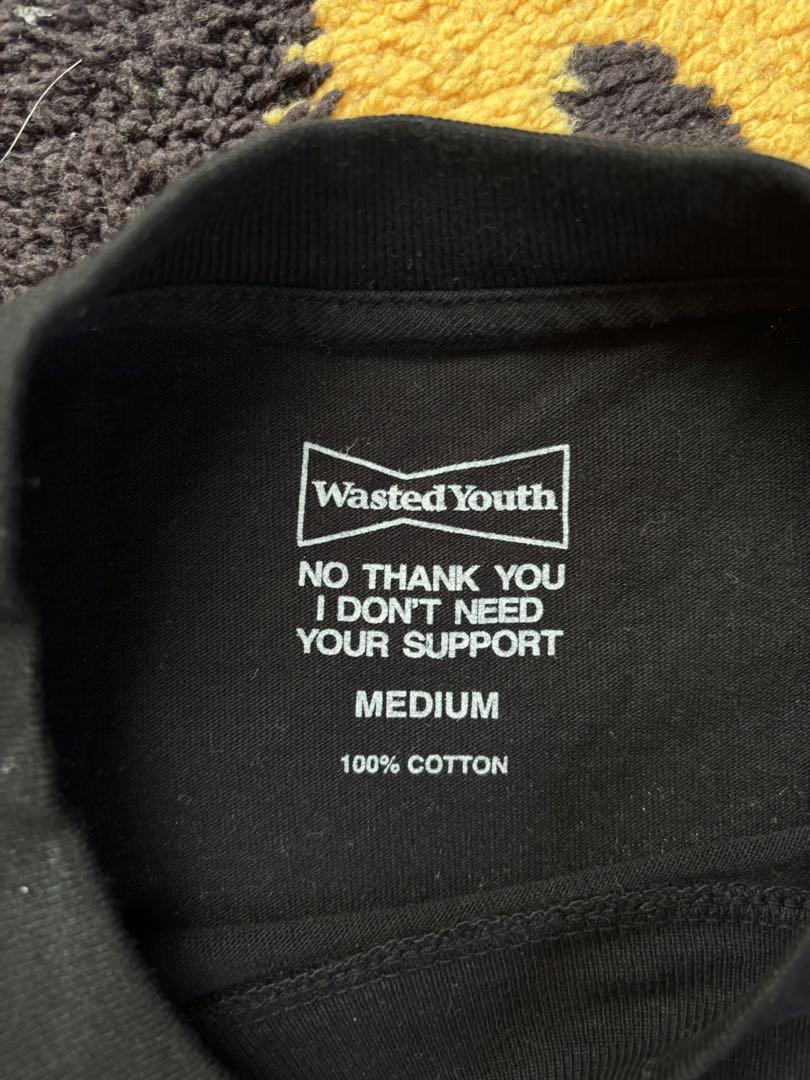 Wasted Youth
NO THANK YOU
I DON'T NEED
YOUR SUPPORT
MEDIUM
100% COTTON